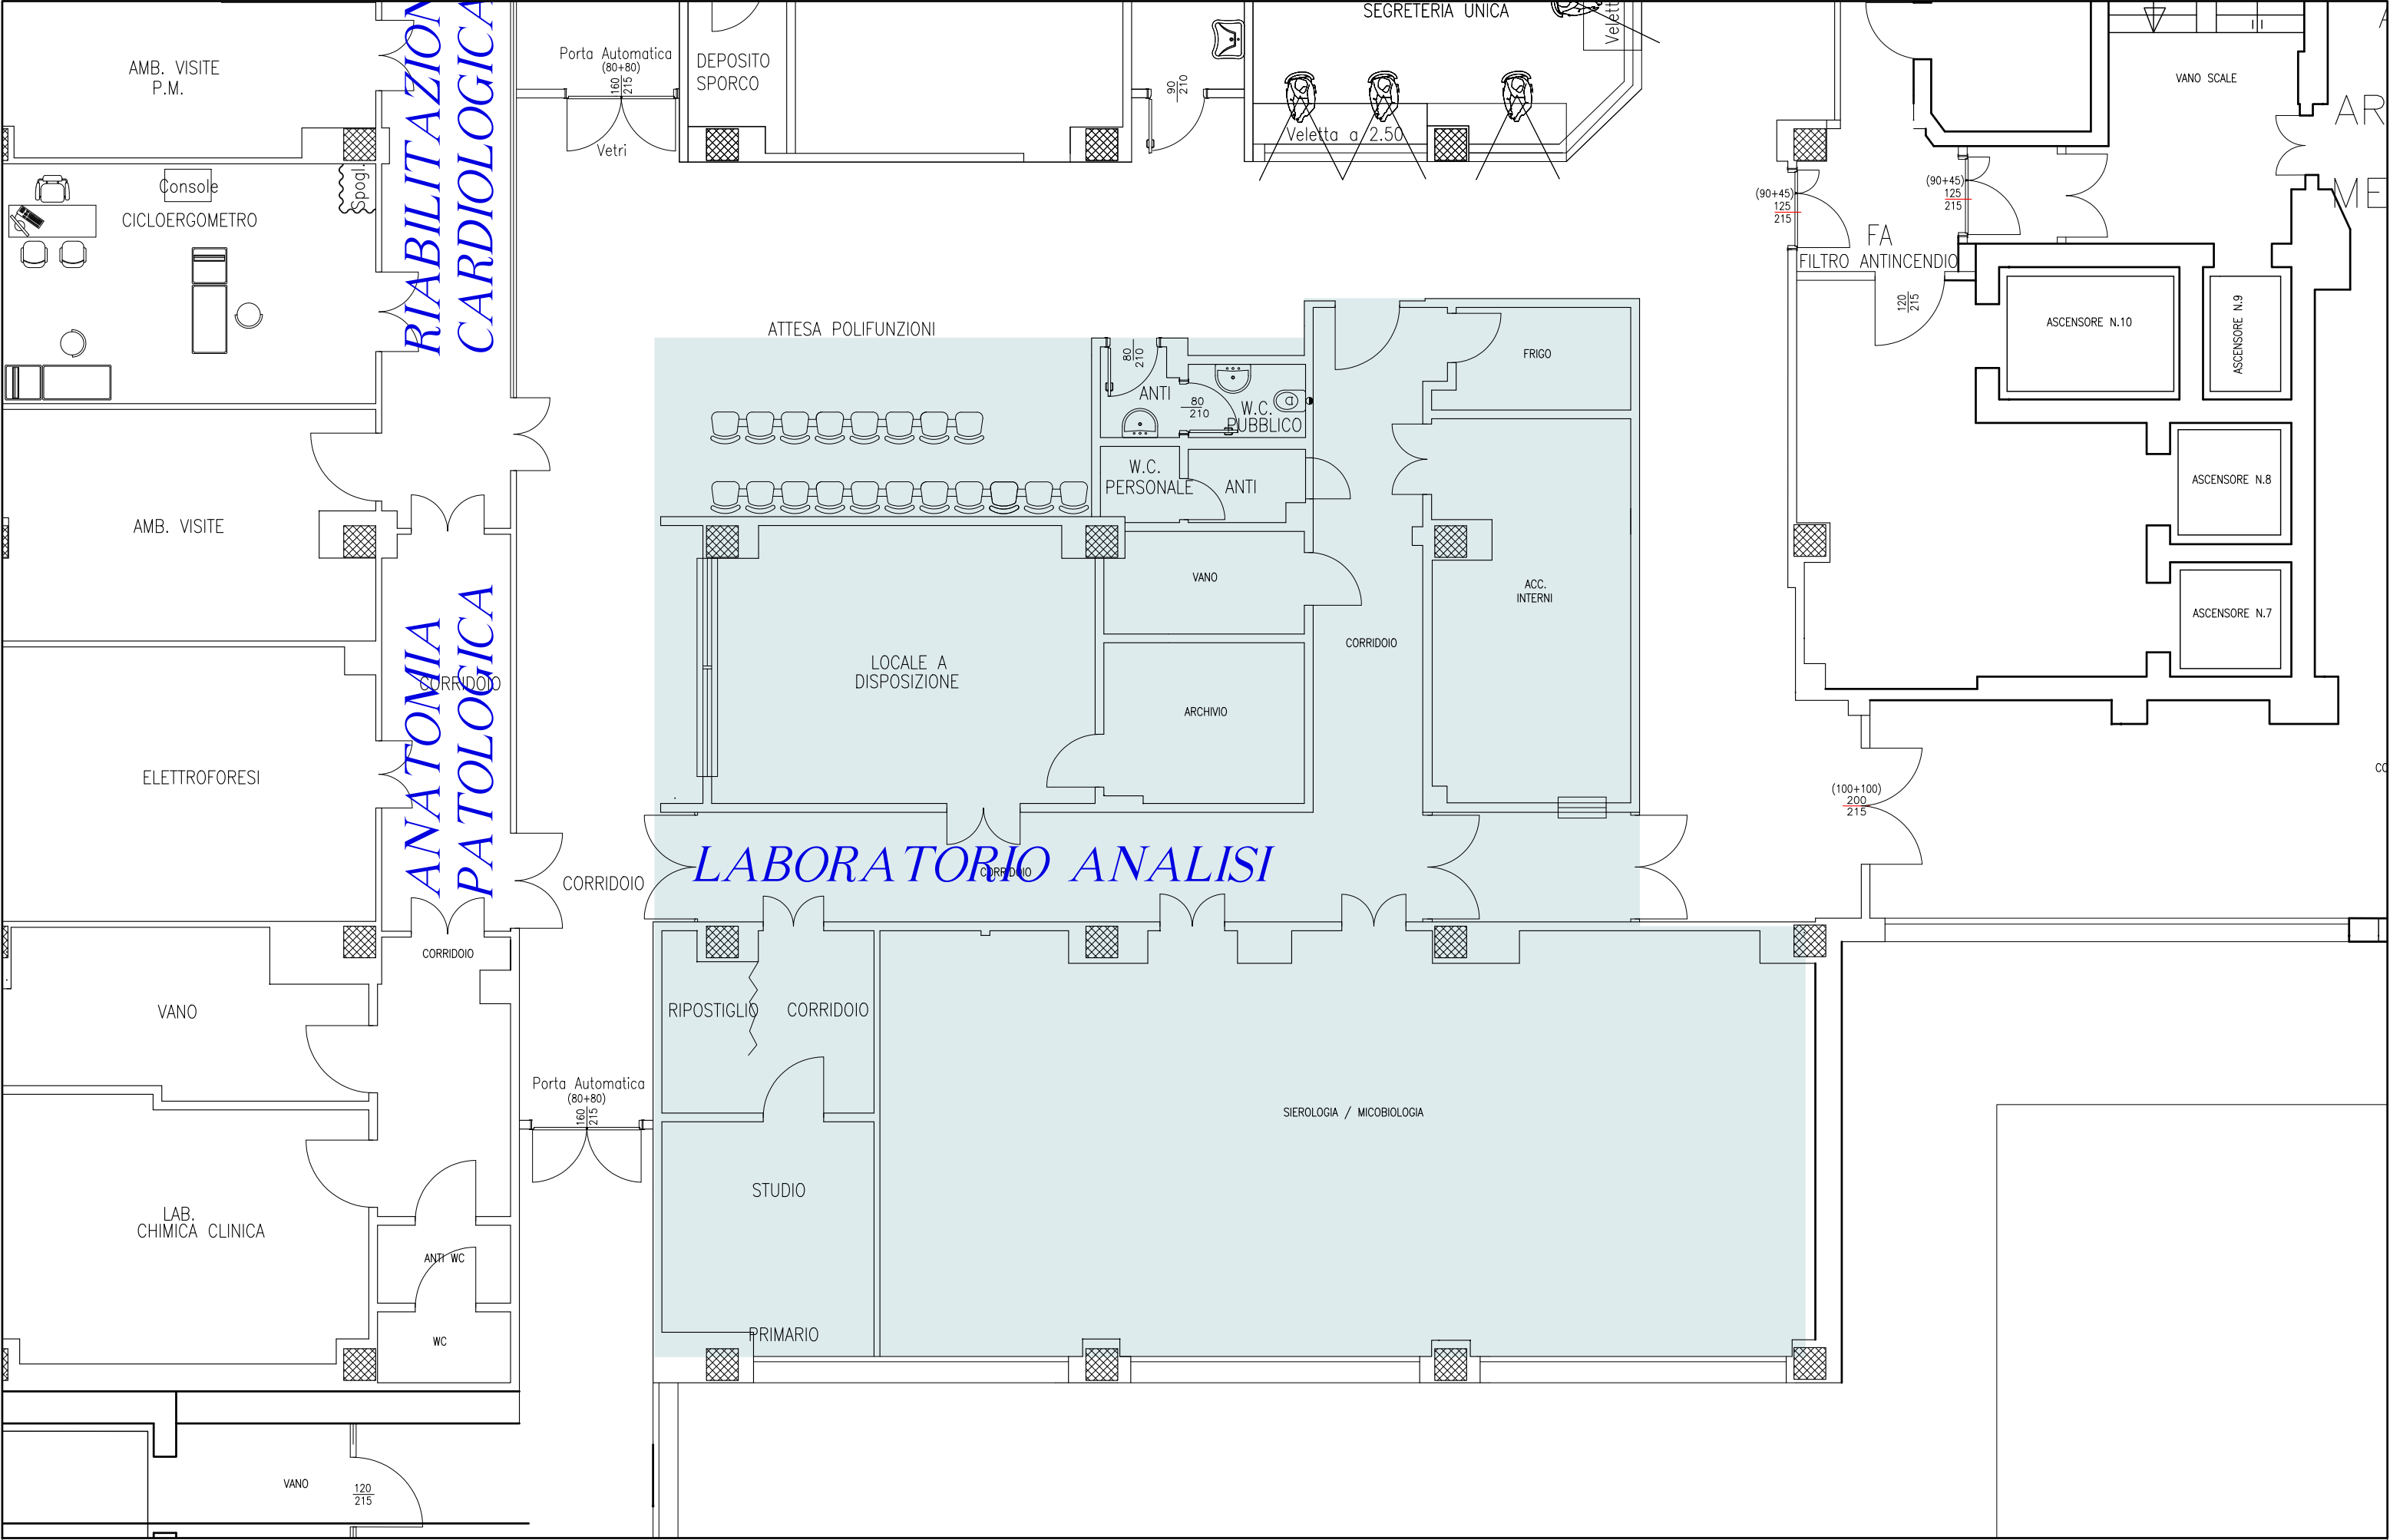 SEGRETERIA UNICA
Veletta a 2.50
AMB. VISITE
P.M.
RIABILITAZION
CARDIOLOGICA
Porta Automatica
(80+80)
160
215
Vetri
DEPOSITO
SPORCO
90
210
VANO SCALE
AR
ME
Console
CICLOERGOMETRO
Spogl.
(90+45)
125
215
(90+45)
125
215
FA
FILTRO ANTINCENDIO
120
215
ASCENSORE N.10
ASCENSORE N.9
ASCENSORE N.8
ASCENSORE N.7
ATTESA POLIFUNZIONI
80
210
ANTI
80
210
W.C.
PUBBLICO
FRIGO
W.C.
PERSONALE
ANTI
AMB. VISITE
VANO
ACC.
INTERNI
CORRIDOIO
LOCALE A
DISPOSIZIONE
ARCHIVIO
ANATOMIA
PATOLOGICA
CORRIDOIO
ELETTROFORESI
(100+100)
200
215
LABORATORIO ANALISI
CORRIDOIO
CORRIDOIO
CORRIDOIO
VANO
RIPOSTIGLIO
CORRIDOIO
Porta Automatica
(80+80)
160
215
SIEROLOGIA / MICOBIOLOGIA
STUDIO
PRIMARIO
LAB.
CHIMICA CLINICA
ANTI WC
WC
VANO
120
215